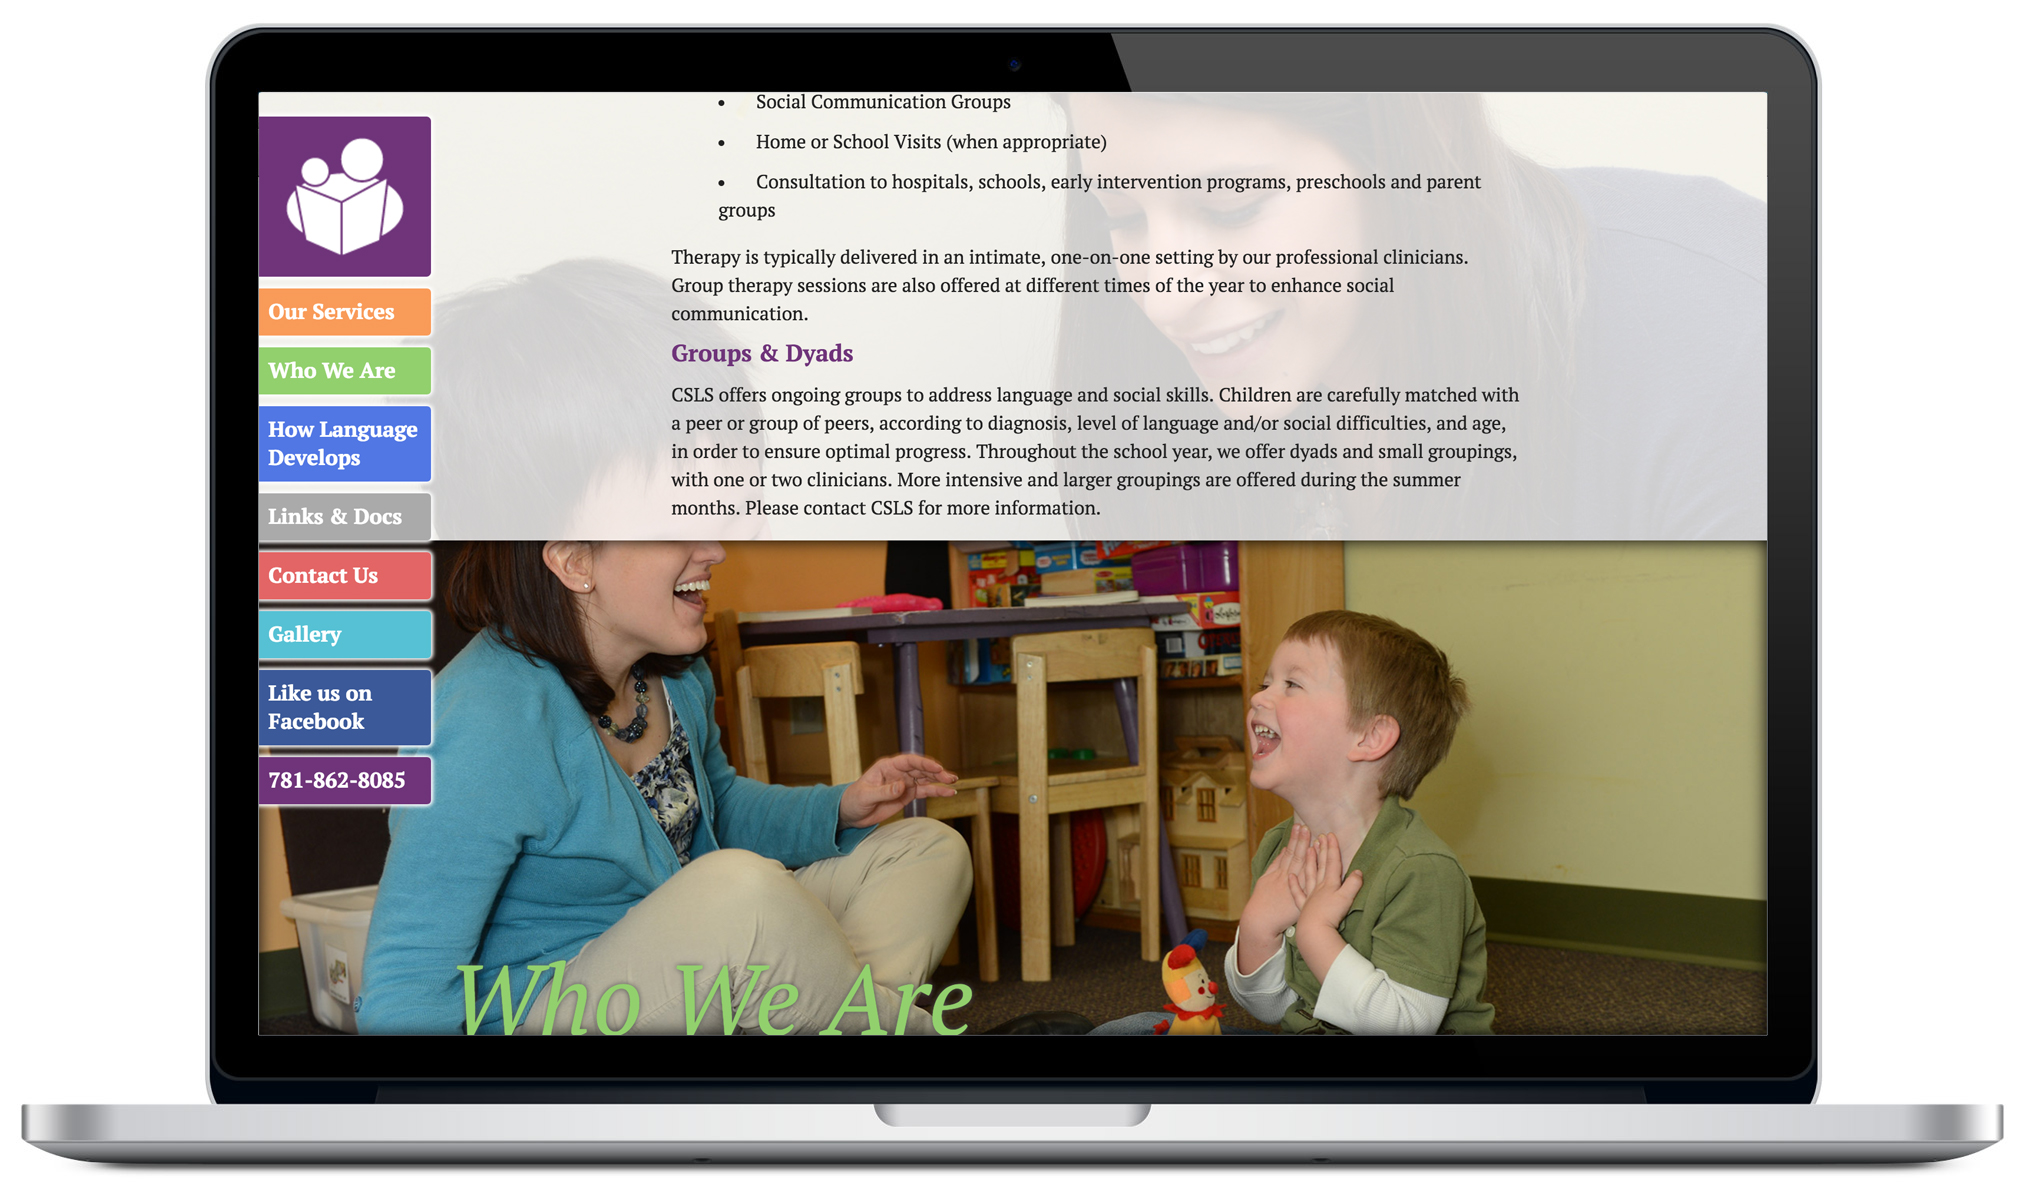 Social Communication Groups
Home or School Visits (when appropriate)
Consultation to hospitals, schools, early intervention programs, preschools and parent
groups
Therapy is typically delivered in an intimate, one-on-one setting by our professional clinicians.
Group therapy sessions are also offered at different times of the year to enhance social
communication.
Groups & Dyads
CSLS offers ongoing groups to address language and social skills. Children are carefully matched with
a peer or group of peers, according to diagnosis, level of language and/or social difficulties, and age,
in order to ensure optimal progress. Throughout the school year, we offer dyads and small groupings,
with one or two clinicians. More intensive and larger groupings are offered during the summer
months. Please contact CSLS for more information.
Our Services
Who We Are
How Language
Develops
Links & Docs
Contact Us
Gallery
Like us on
Facebook
781-862-8085
Who We Are